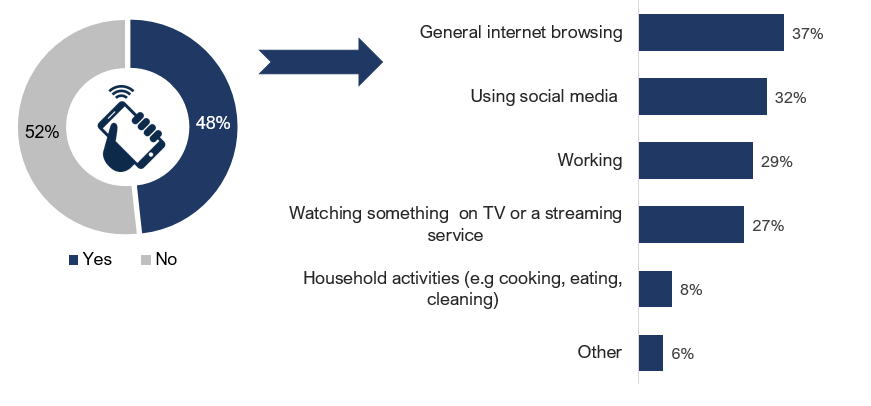 52%
48%
Yes
No
General internet browsing
37%
Using social media
32%
Working
29%
Watching something  on TV or a streaming
service
27%
Household activities (e.g cooking, eating,
cleaning)
8%
Other
6%